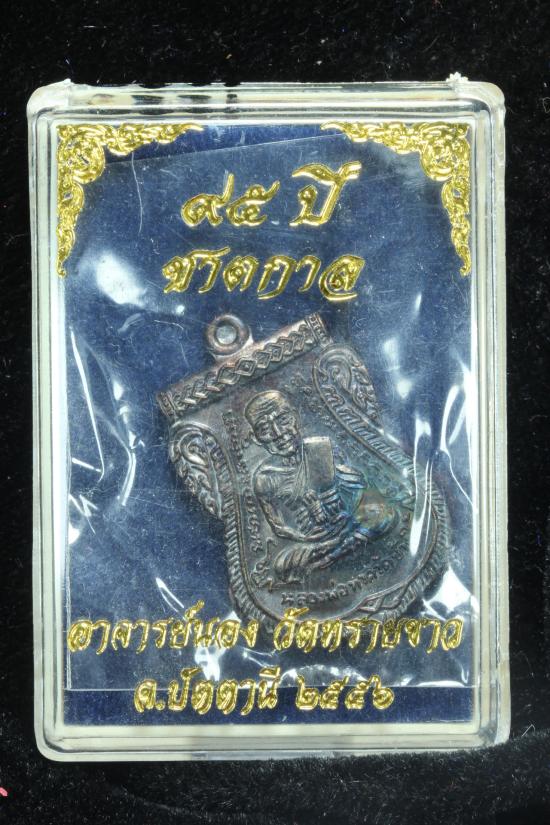 ๙๕ ปี
ชาตกาล
หลวงพ่อทวด
อาจารย์นอง วัดทรายขาว
จ.ปัตตานี ๒๕๕๖